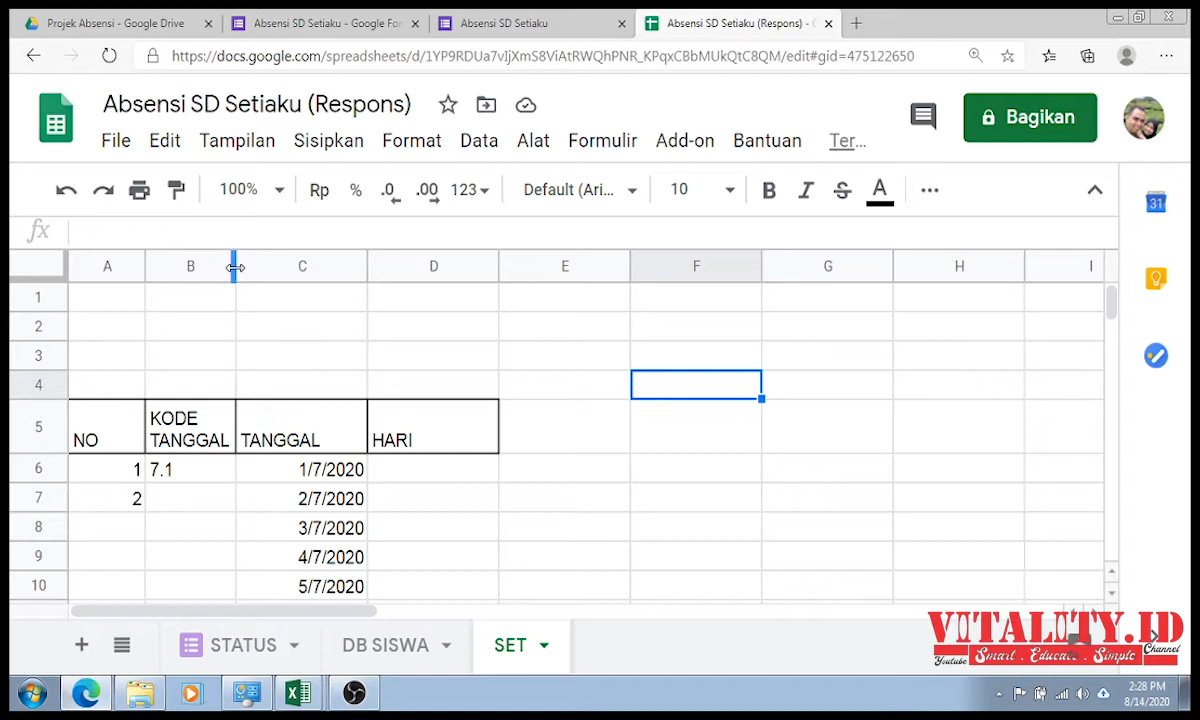 Projek Absensi - Google Drive
Absensi SD Setiaku - Google For
Absensi SD Setiaku
Absensi SD Setiaku (Respons) - G
https://docs.google.com/spreadsheets/d/1YP9RDUa7vIjXmS8ViAtRWQhPNR_KPqxCBbMUkQtC8QM/edit#gid=475122650
Absensi SD Setiaku (Respons)
Bagikan
File Edit Tampilan Sisipkan Format Data Alat Formulir Add-on Bantuan Ter...
100% Rp % .0 .00 123 Default (Ari... 10 B I S A
fx
A B C D E F G H I
1
2
3
4
5 NO KODE TANGGAL TANGGAL HARI
6 1 7.1 1/7/2020
7 2 2/7/2020
8 3/7/2020
9 4/7/2020
10 5/7/2020
STATUS DB SISWA SET
VITALITY.ID
Youtube Smart . Educate . Simple Channel
31
2:28 PM
8/14/2020